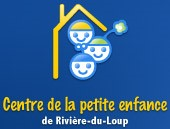 Centre de la petite enfance
de Rivière-du-Loup